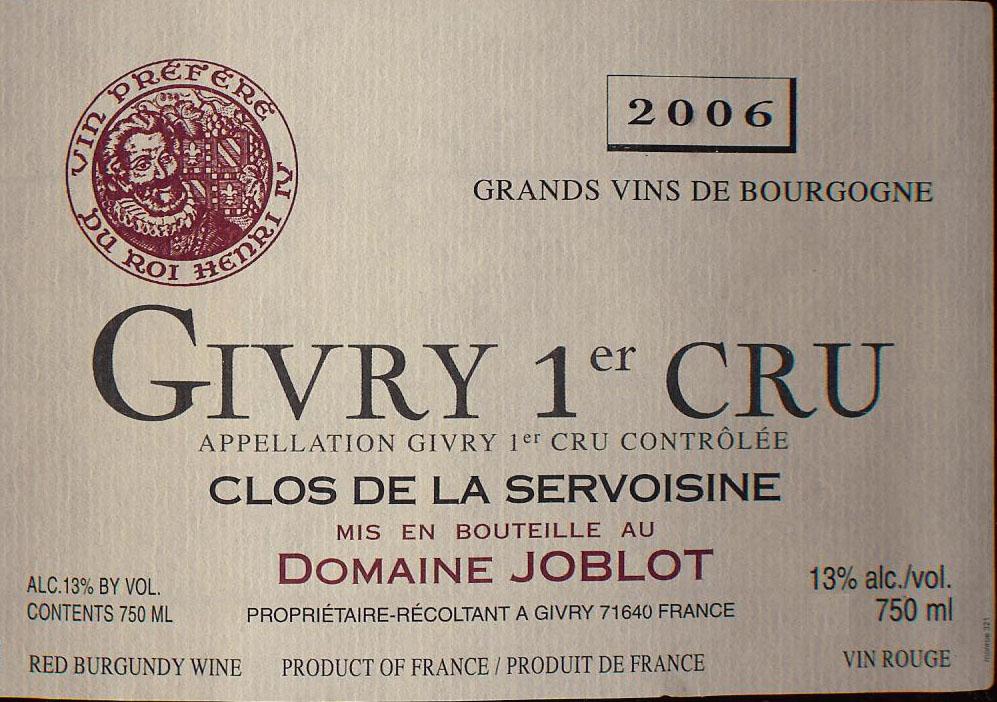 VIN PRÉFÉRÉ
DU ROI HENRI IV
2006
GRANDS VINS DE BOURGOGNE
GIVRY 1er CRU
APPELLATION GIVRY 1er CRU CONTRÔLÉE
CLOS DE LA SERVOISINE
MIS EN BOUTEILLE AU
DOMAINE JOBLOT
ALC.13% BY VOL.
13% alc./vol.
CONTENTS 750 ML
PROPRIÉTAIRE-RÉCOLTANT A GIVRY 71640 FRANCE
750 ml
RED BURGUNDY WINE
PRODUCT OF FRANCE / PRODUIT DE FRANCE
VIN ROUGE